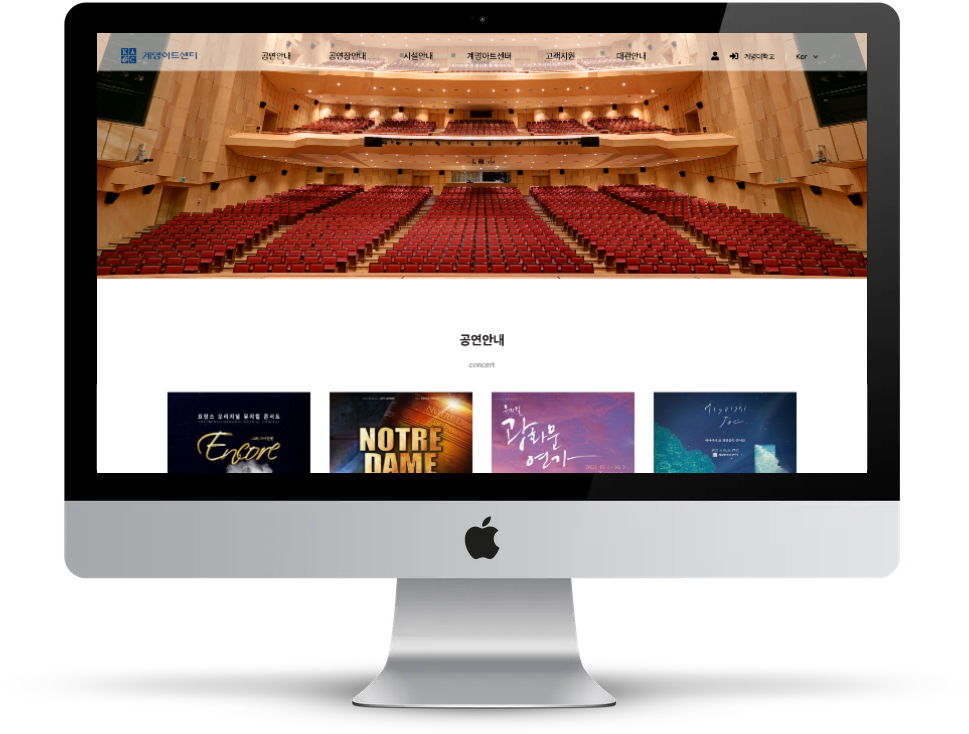 계명아트센터
공연안내
공연장안내
시설안내
계명아트센터
고객지원
대관안내
계명대학교
Kor
공연안내
concert
프랑스 오리지널 뮤지컬 콘서트
Encore
NOTRE
DAME
뮤지컬
광화문
연가